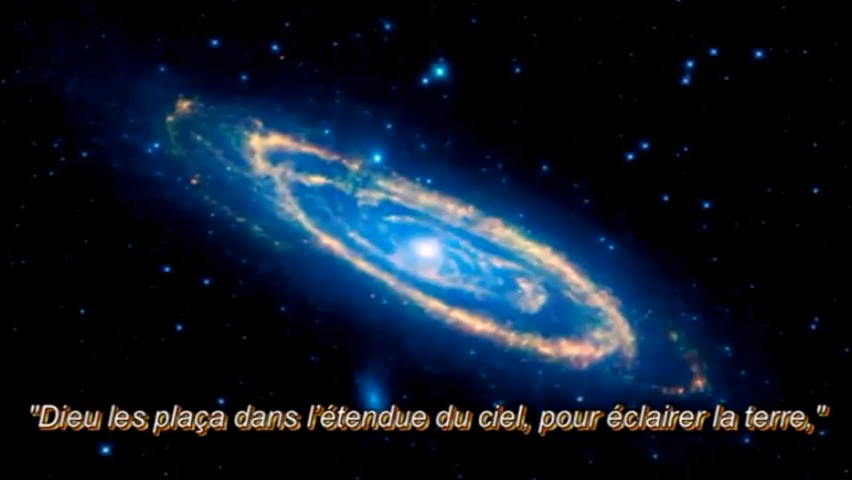 "Dieu les plaça dans l'étendue du ciel, pour éclairer la terre,"